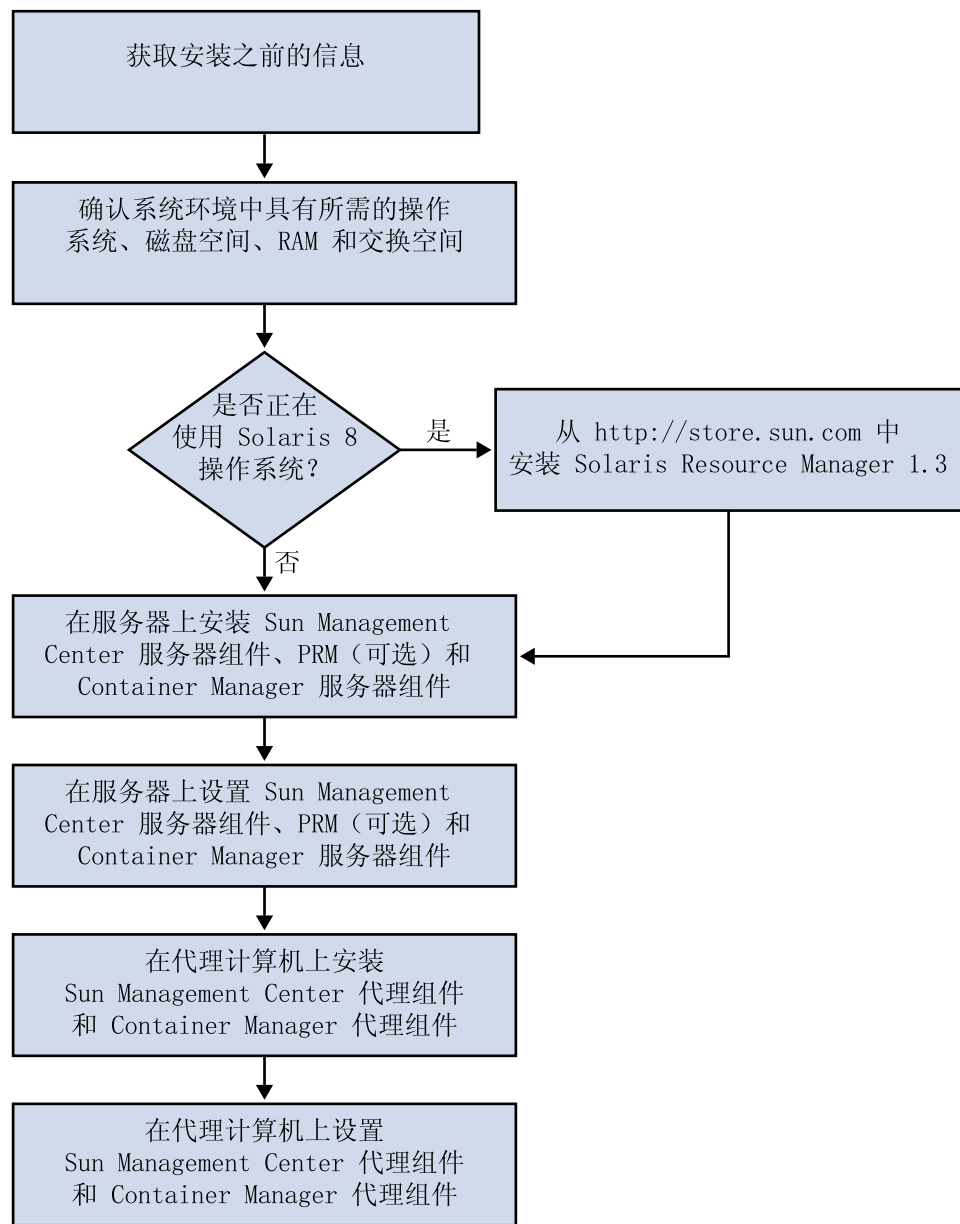 获取安装之前的信息
确认系统环境中具有所需的操作
系统、磁盘空间、RAM 和交换空间
是否正在
使用 Solaris 8
操作系统？
是
从 http://store.sun.com 中
安装 Solaris Resource Manager 1.3
否
在服务器上安装 Sun Management
Center 服务器组件、PRM（可选）和
Container Manager 服务器组件
在服务器上设置 Sun Management
Center 服务器组件、PRM（可选）和
Container Manager 服务器组件
在代理计算机上安装
Sun Management Center 代理组件
和 Container Manager 代理组件
在代理计算机上设置
Sun Management Center 代理组件
和 Container Manager 代理组件